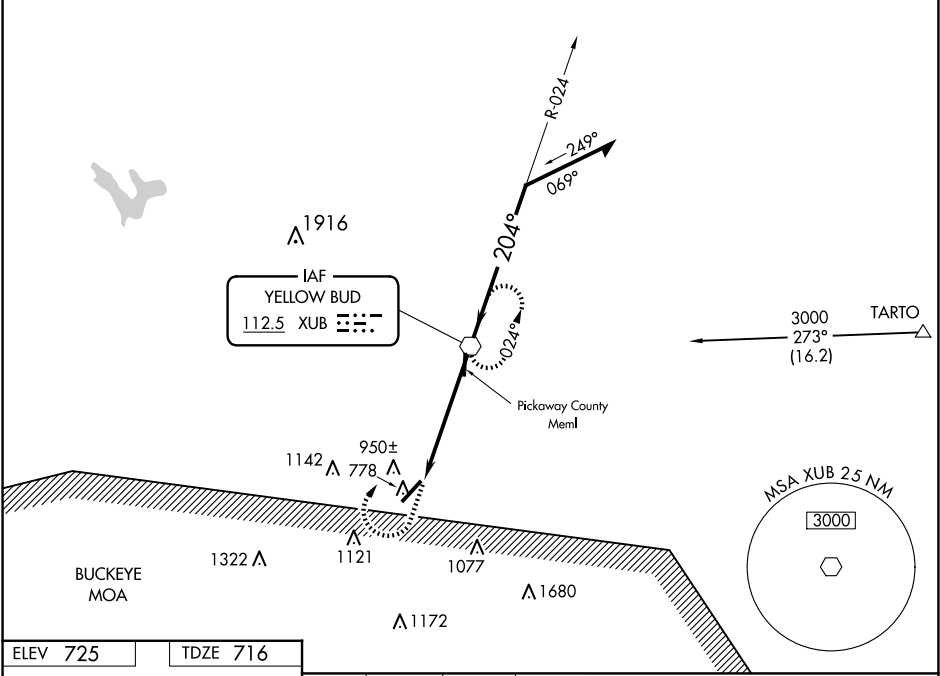 R-024
249°
069°
1916
204°
IAF
YELLOW BUD
112.5 XUB
024°
3000
273°
(16.2)
TARTO
Pickaway County
Meml
950±
1142
778
MSA XUB 25 NM
3000
1322
1121
1077
BUCKEYE
MOA
1680
1172
ELEV 725
TDZE 716